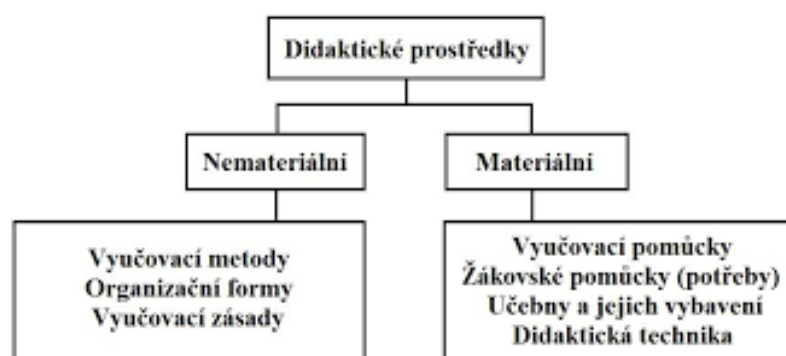 Didaktické prostředky
Nemateriální
Materiální
Vyučovací metody
Organizační formy
Vyučovací zásady
Vyučovací pomůcky
Žákovské pomůcky (potřeby)
Učebny a jejich vybavení
Didaktická technika